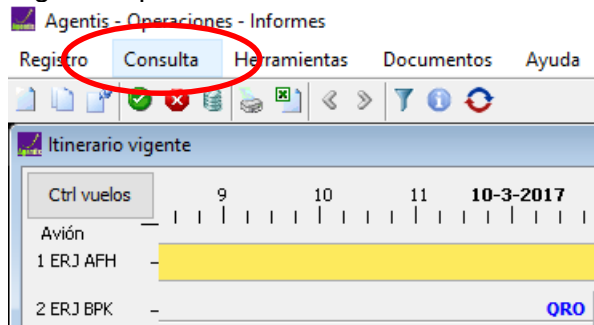 Agentis - Operaciones - Informes
Registro Consulta Herramientas Documentos Ayuda
Itinerario vigente
Ctrl vuelos 9 10 11 10-3-2017
Avión
1 ERJ AFH
2 ERJ BPK QRO